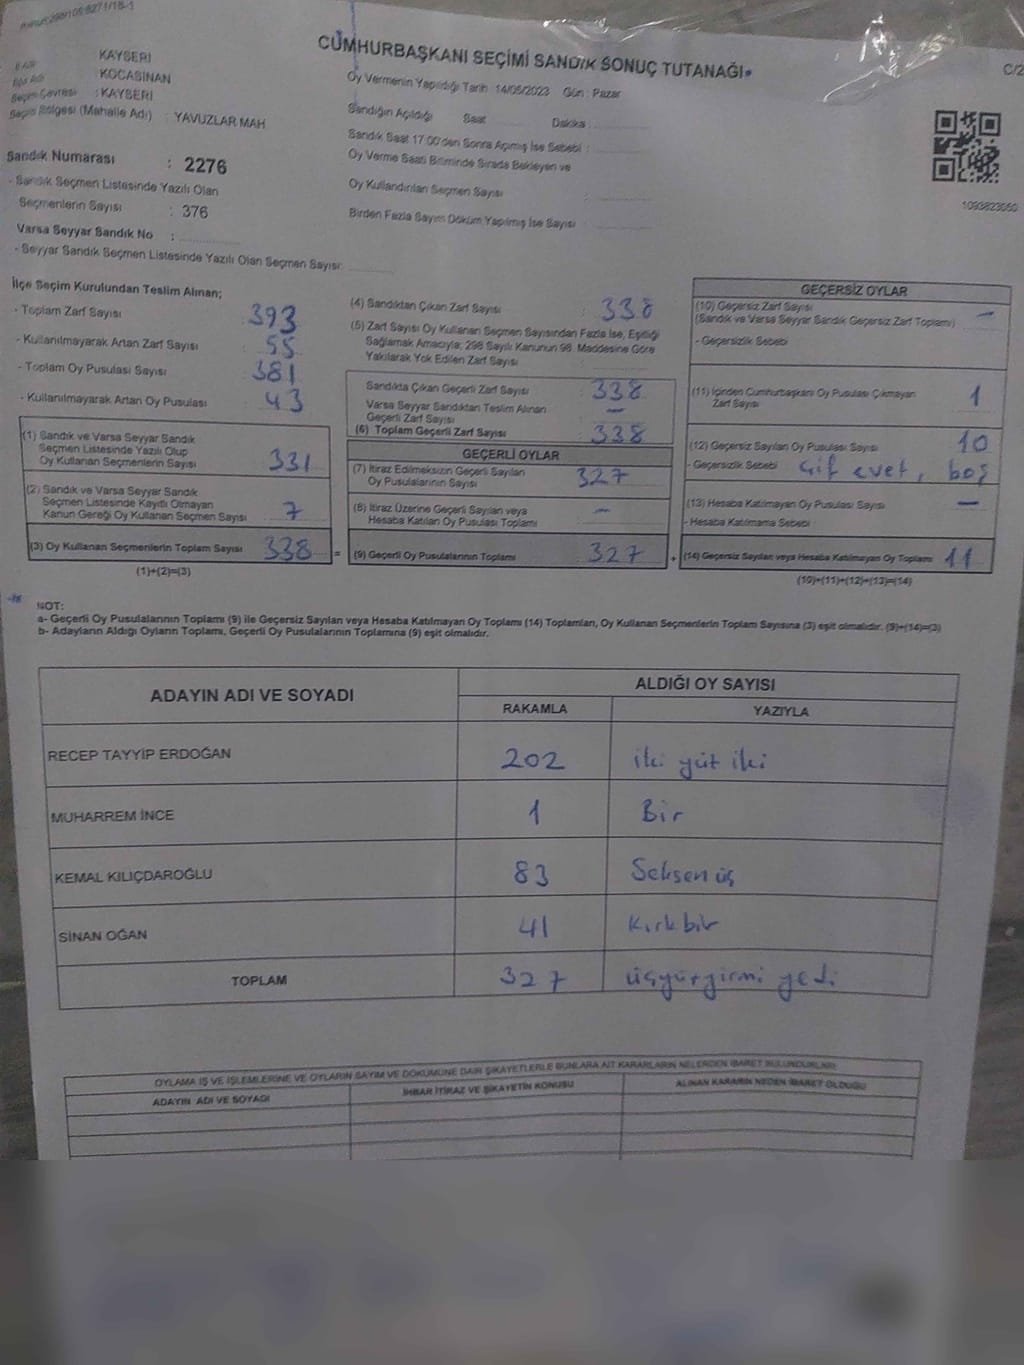 CUMHURBAŞKANI SEÇİMİ SANDIK SONUÇ TUTANAĞI
C/2
İl Adı KAYSERİ
İlçe Adı KOCASİNAN
Seçim Çevresi : KAYSERİ
Seçim Bölgesi (Mahalle Adı) : YAVUZLAR MAH
Sandık Numarası : 2276
- Sandık Seçmen Listesinde Yazılı Olan
Seçmenlerin Sayısı : 376
Varsa Seyyar Sandık No :
- Seyyar Sandık Seçmen Listesinde Yazılı Olan Seçmen Sayısı:
Oy Vermenin Yapıldığı Tarih 14/05/2023 Gün : Pazar
Sandığın Açıldığı Saat Dakika :
Sandık Saat 17:00'den Sonra Açılmış İse Sebebi :
Oy Verme Saati Bitiminde Sırada Bekleyen ve
Oy Kullandırılan Seçmen Sayısı
Birden Fazla Sayım Döküm Yapılmış İse Sayısı
1093823050
İlçe Seçim Kurulundan Teslim Alınan;
- Toplam Zarf Sayısı : 393
- Kullanılmayarak Artan Zarf Sayısı : 55
- Toplam Oy Pusulası Sayısı : 381
- Kullanılmayarak Artan Oy Pusulası : 43
(1) Sandık ve Varsa Seyyar Sandık
Seçmen Listesinde Yazılı Olup
Oy Kullanan Seçmenlerin Sayısı 331
(2) Sandık ve Varsa Seyyar Sandık
Seçmen Listesinde Kayıtlı Olmayan
Kanun Gereği Oy Kullanan Seçmen Sayısı 7
(3) Oy Kullanan Seçmenlerin Toplam Sayısı 338 =
(1)+(2)=(3)
(4) Sandıktan Çıkan Zarf Sayısı : 338
(5) Zarf Sayısı Oy Kullanan Seçmen Sayısından Fazla İse, Eşitliği
Sağlamak Amacıyla; 298 Sayılı Kanunun 98. Maddesine Göre
Yakılarak Yok Edilen Zarf Sayısı :
Sandıkta Çıkan Geçerli Zarf Sayısı : 338
Varsa Seyyar Sandıktan Teslim Alınan
Geçerli Zarf Sayısı : —
(6) Toplam Geçerli Zarf Sayısı : 338
GEÇERLİ OYLAR
(7) İtiraz Edilmeksizin Geçerli Sayılan
Oy Pusulalarının Sayısı 327
(8) İtiraz Üzerine Geçerli Sayılan veya
Hesaba Katılan Oy Pusulası Toplamı —
(9) Geçerli Oy Pusulalarının Toplamı 327 +
GEÇERSİZ OYLAR
(10) Geçersiz Zarf Sayısı : —
(Sandık ve Varsa Seyyar Sandık Geçersiz Zarf Toplamı)
- Geçersizlik Sebebi
(11) İçinden Cumhurbaşkanı Oy Pusulası Çıkmayan
Zarf Sayısı : 1
(12) Geçersiz Sayılan Oy Pusulası Sayısı 10
- Geçersizlik Sebebi Çif evet, boş
(13) Hesaba Katılmayan Oy Pusulası Sayısı —
- Hesaba Katılmama Sebebi
(14) Geçersiz Sayılan veya Hesaba Katılmayan Oy Toplamı 11
(10)+(11)+(12)+(13)=(14)
NOT:
a- Geçerli Oy Pusulalarının Toplamı (9) ile Geçersiz Sayılan veya Hesaba Katılmayan Oy Toplamı (14) Toplamları, Oy Kullanan Seçmenlerin Toplam Sayısına (3) eşit olmalıdır. (9)+(14)=(3)
b- Adayların Aldığı Oyların Toplamı, Geçerli Oy Pusulalarının Toplamına (9) eşit olmalıdır.
ADAYIN ADI VE SOYADI
ALDIĞI OY SAYISI
RAKAMLA YAZIYLA
RECEP TAYYİP ERDOĞAN 202 iki yüt iki
MUHARREM İNCE 1 Bir
KEMAL KILIÇDAROĞLU 83 Seksen üç
SİNAN OĞAN 41 Kırk bir
TOPLAM 327 üçyüzyirmi yedi
OYLAMA İŞ VE İŞLEMLERİNE VE OYLARIN SAYIM VE DÖKÜMÜNE DAİR ŞİKAYETLERLE BUNLARA AİT KARARLARIN NELERDEN İBARET BULUNDUKLARI
ADAYIN ADI VE SOYADI İHBAR İTİRAZ VE ŞİKAYETİN KONUSU ALINAN KARARIN NEDEN İBARET OLDUĞU